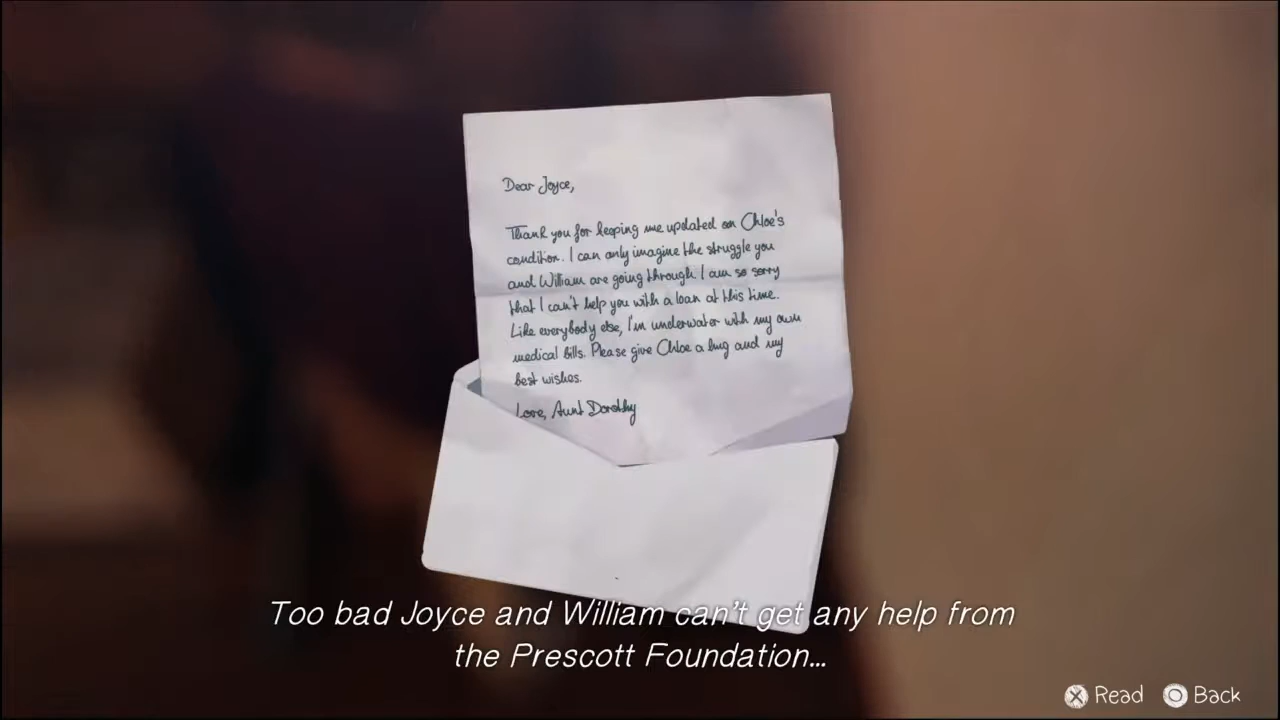 Dear Joyce,
Thank you for keeping me updated on Chloe's
condition. I can only imagine the struggle you
and William are going through. I am so sorry
that I can't help you with a loan at this time.
Like everybody else, I'm underwater with my own
medical bills. Please give Chloe a hug and my
best wishes.
Love, Aunt Dorothy
Too bad Joyce and William can't get any help from
the Prescott Foundation...
Read Back